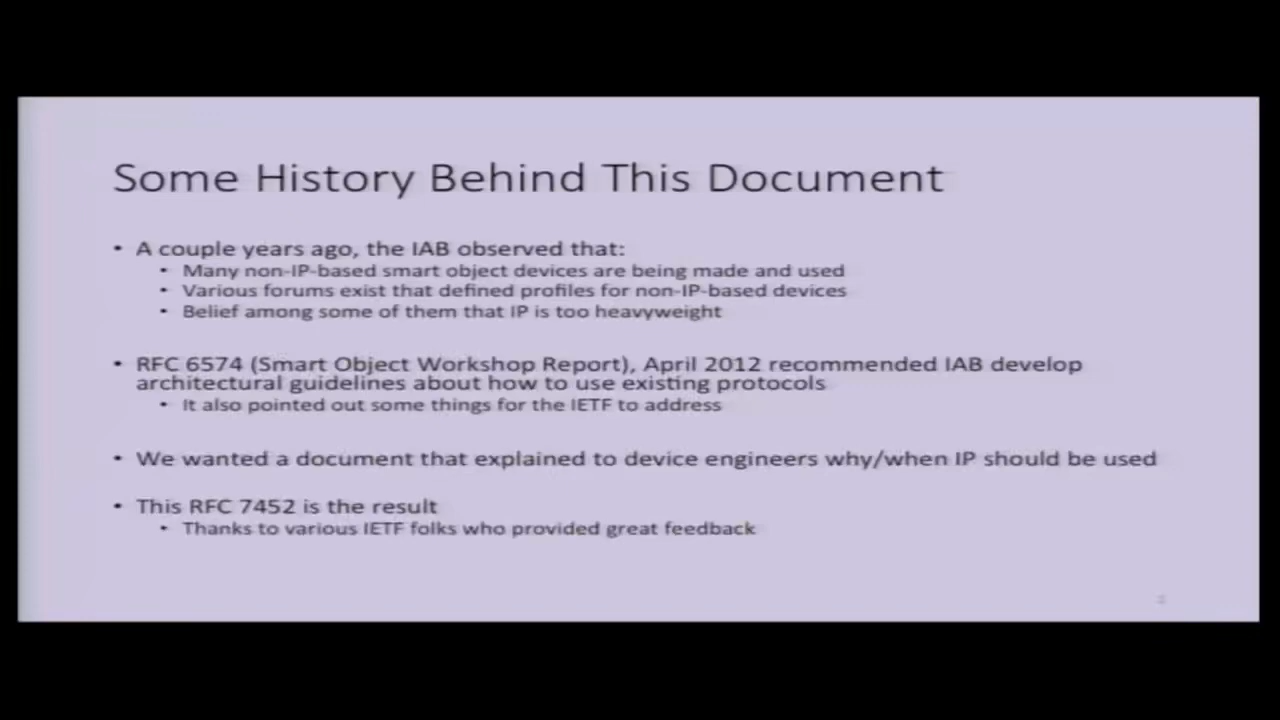 Some History Behind This Document
• A couple years ago, the IAB observed that:
• Many non-IP-based smart object devices are being made and used
• Various forums exist that defined profiles for non-IP-based devices
• Belief among some of them that IP is too heavyweight
• RFC 6574 (Smart Object Workshop Report), April 2012 recommended IAB develop
architectural guidelines about how to use existing protocols
• It also pointed out some things for the IETF to address
• We wanted a document that explained to device engineers why/when IP should be used
• This RFC 7452 is the result
• Thanks to various IETF folks who provided great feedback